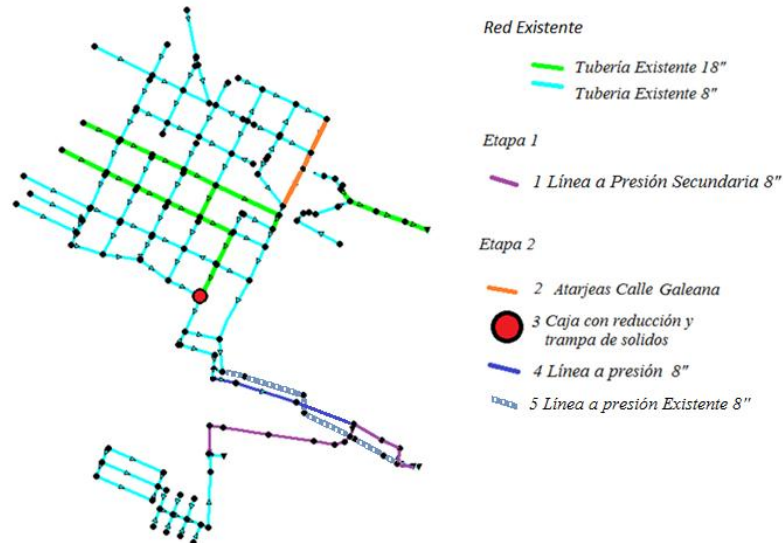 Red Existente
Tubería Existente 18"
Tuberia Existente 8"
Etapa 1
1 Línea a Presión Secundaria 8"
Etapa 2
2 Atarjeas Calle Galeana
3 Caja con reducción y
trampa de solidos
4 Línea a presión 8"
5 Línea a presión Existente 8"